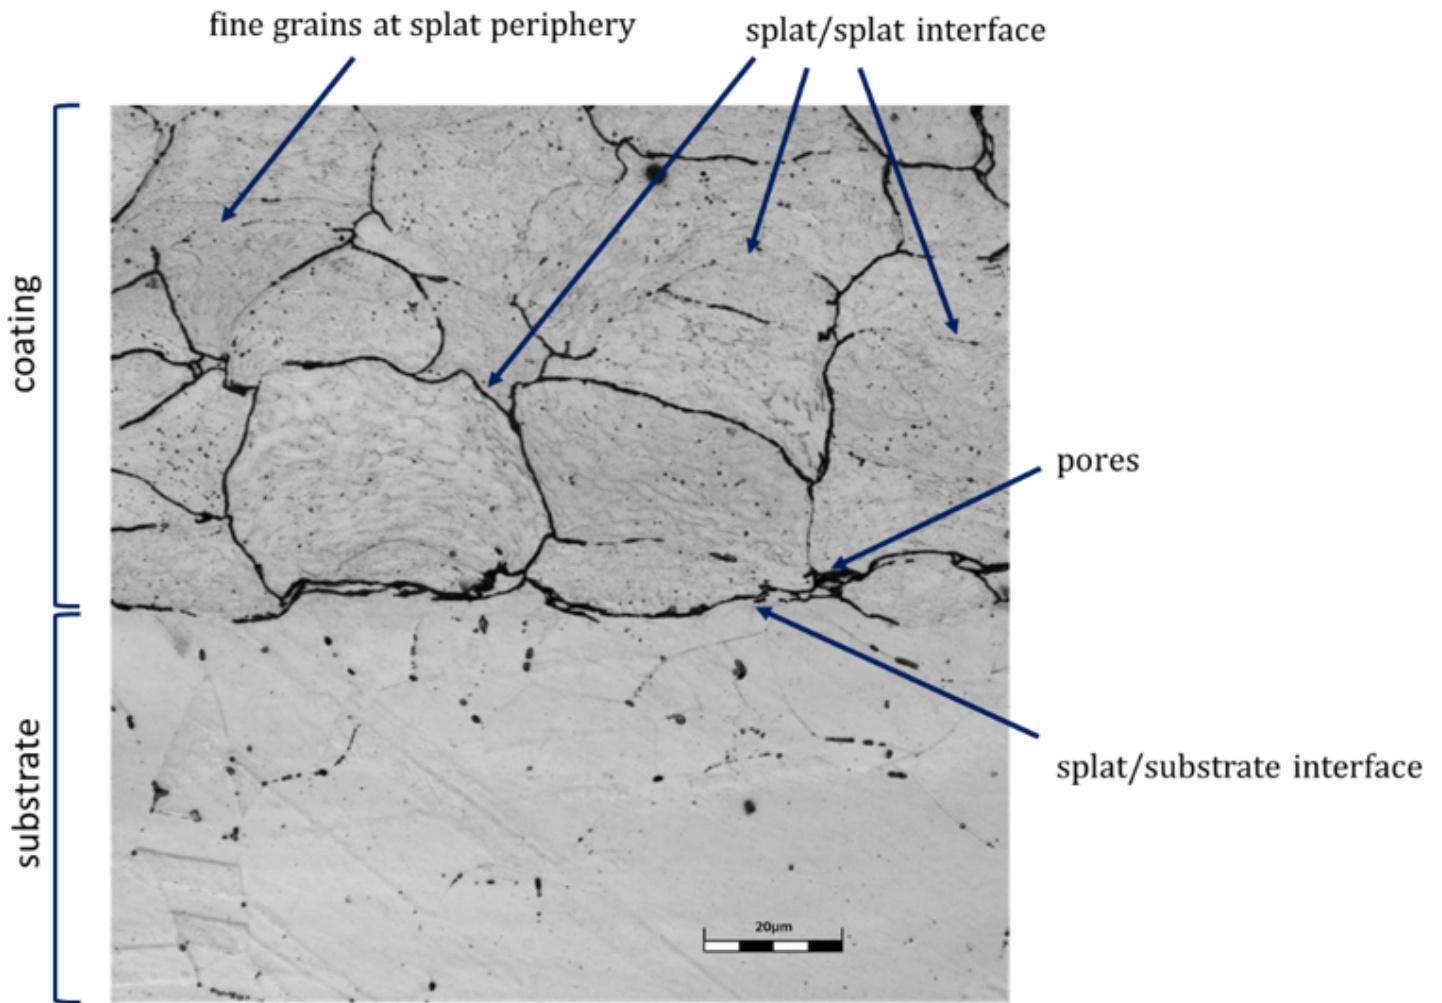 fine grains at splat periphery
splat/splat interface
coating
pores
splat/substrate interface
substrate
20μm